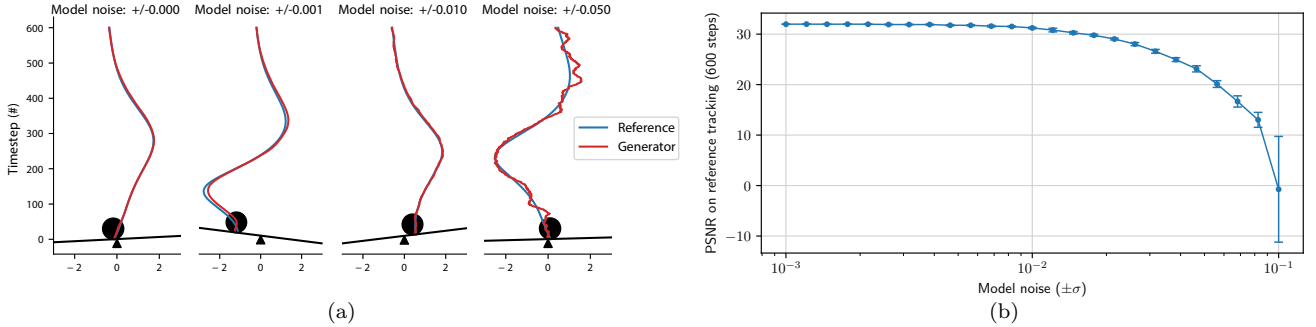 Model noise: +/-0.000
Model noise: +/-0.001
Model noise: +/-0.010
Model noise: +/-0.050
Timestep (#)
600
500
400
300
200
100
0
−2 0 2
−2 0 2
−2 0 2
−2 0 2
Reference
Generator
(a)
PSNR on reference tracking (600 steps)
30
20
10
0
−10
10⁻³ 10⁻² 10⁻¹
Model noise (±σ)
(b)